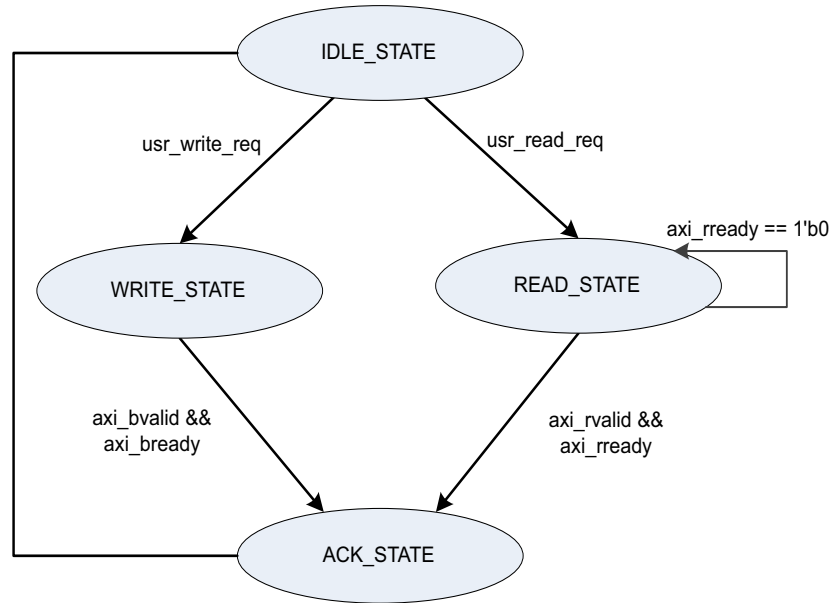 IDLE_STATE
usr_write_req
usr_read_req
axi_rready == 1'b0
WRITE_STATE
READ_STATE
axi_bvalid &&
axi_bready
axi_rvalid &&
axi_rready
ACK_STATE